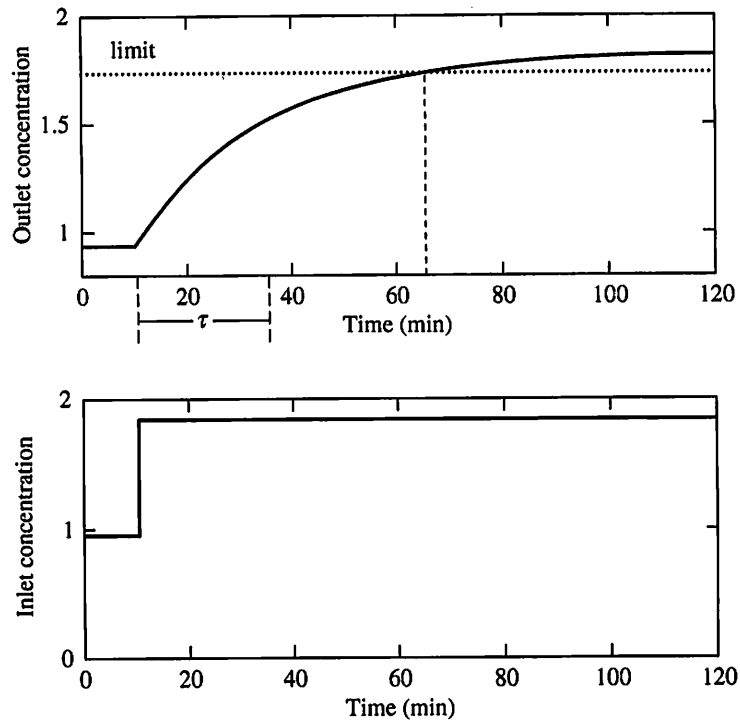 2
limit
1.5
1
Outlet concentration
0 20 40 60 80 100 120
τ
Time (min)
2
1
0
Inlet concentration
0 20 40 60 80 100 120
Time (min)